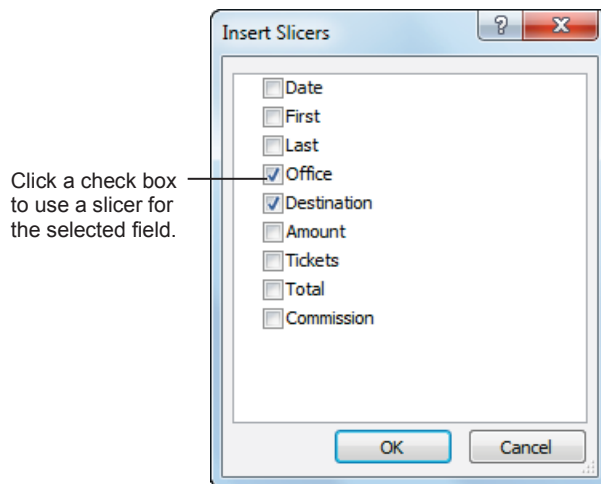 Insert Slicers
Date
First
Last
Office
Destination
Amount
Tickets
Total
Commission
OK Cancel
Click a check box
to use a slicer for
the selected field.